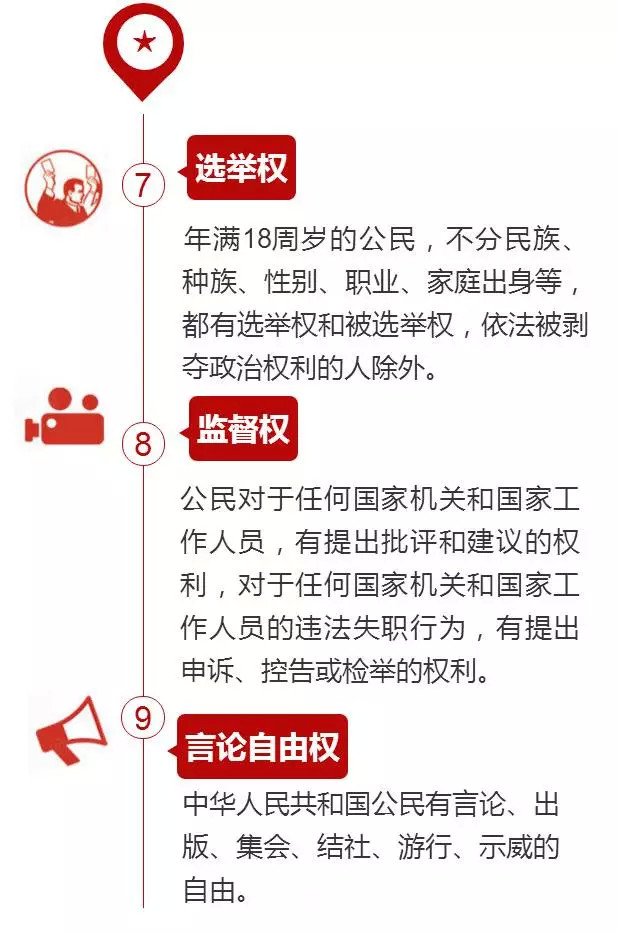 7
选举权
年满18周岁的公民，不分民族、
种族、性别、职业、家庭出身等，
都有选举权和被选举权，依法被剥
夺政治权利的人除外。
8
监督权
公民对于任何国家机关和国家工
作人员，有提出批评和建议的权
利，对于任何国家机关和国家工
作人员的违法失职行为，有提出
申诉、控告或检举的权利。
9
言论自由权
中华人民共和国公民有言论、出
版、集会、结社、游行、示威的
自由。